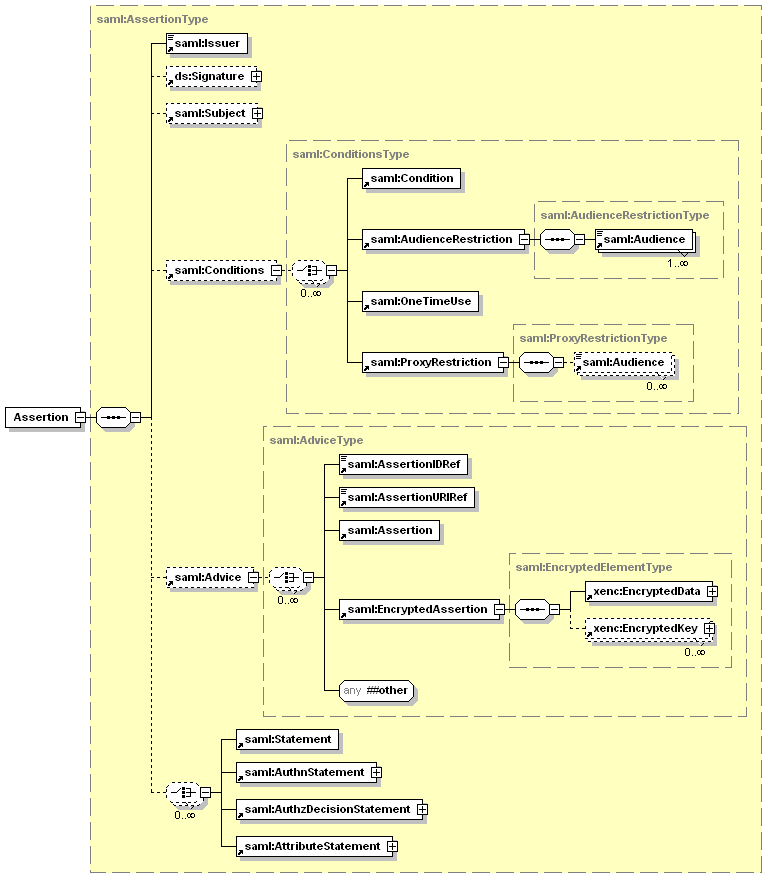 saml:AssertionType
saml:Issuer
ds:Signature
saml:Subject
saml:ConditionsType
saml:Condition
saml:AudienceRestrictionType
saml:AudienceRestriction
saml:Audience
1..∞
saml:Conditions
0..∞
saml:OneTimeUse
saml:ProxyRestrictionType
saml:ProxyRestriction
saml:Audience
0..∞
Assertion
saml:AdviceType
saml:AssertionIDRef
saml:AssertionURIRef
saml:Assertion
saml:EncryptedElementType
saml:Advice
0..∞
xenc:EncryptedData
saml:EncryptedAssertion
xenc:EncryptedKey
0..∞
any ##other
saml:Statement
saml:AuthnStatement
0..∞
saml:AuthzDecisionStatement
saml:AttributeStatement